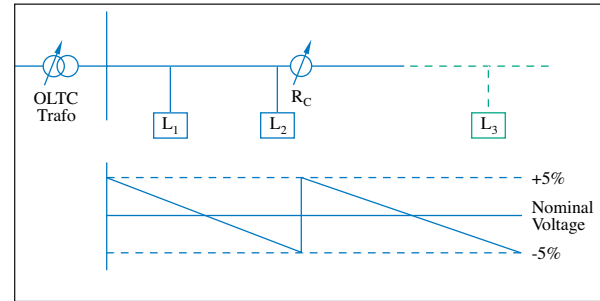 OLTC
Trafo
L1
L2
RC
L3
+5%
Nominal
Voltage
-5%